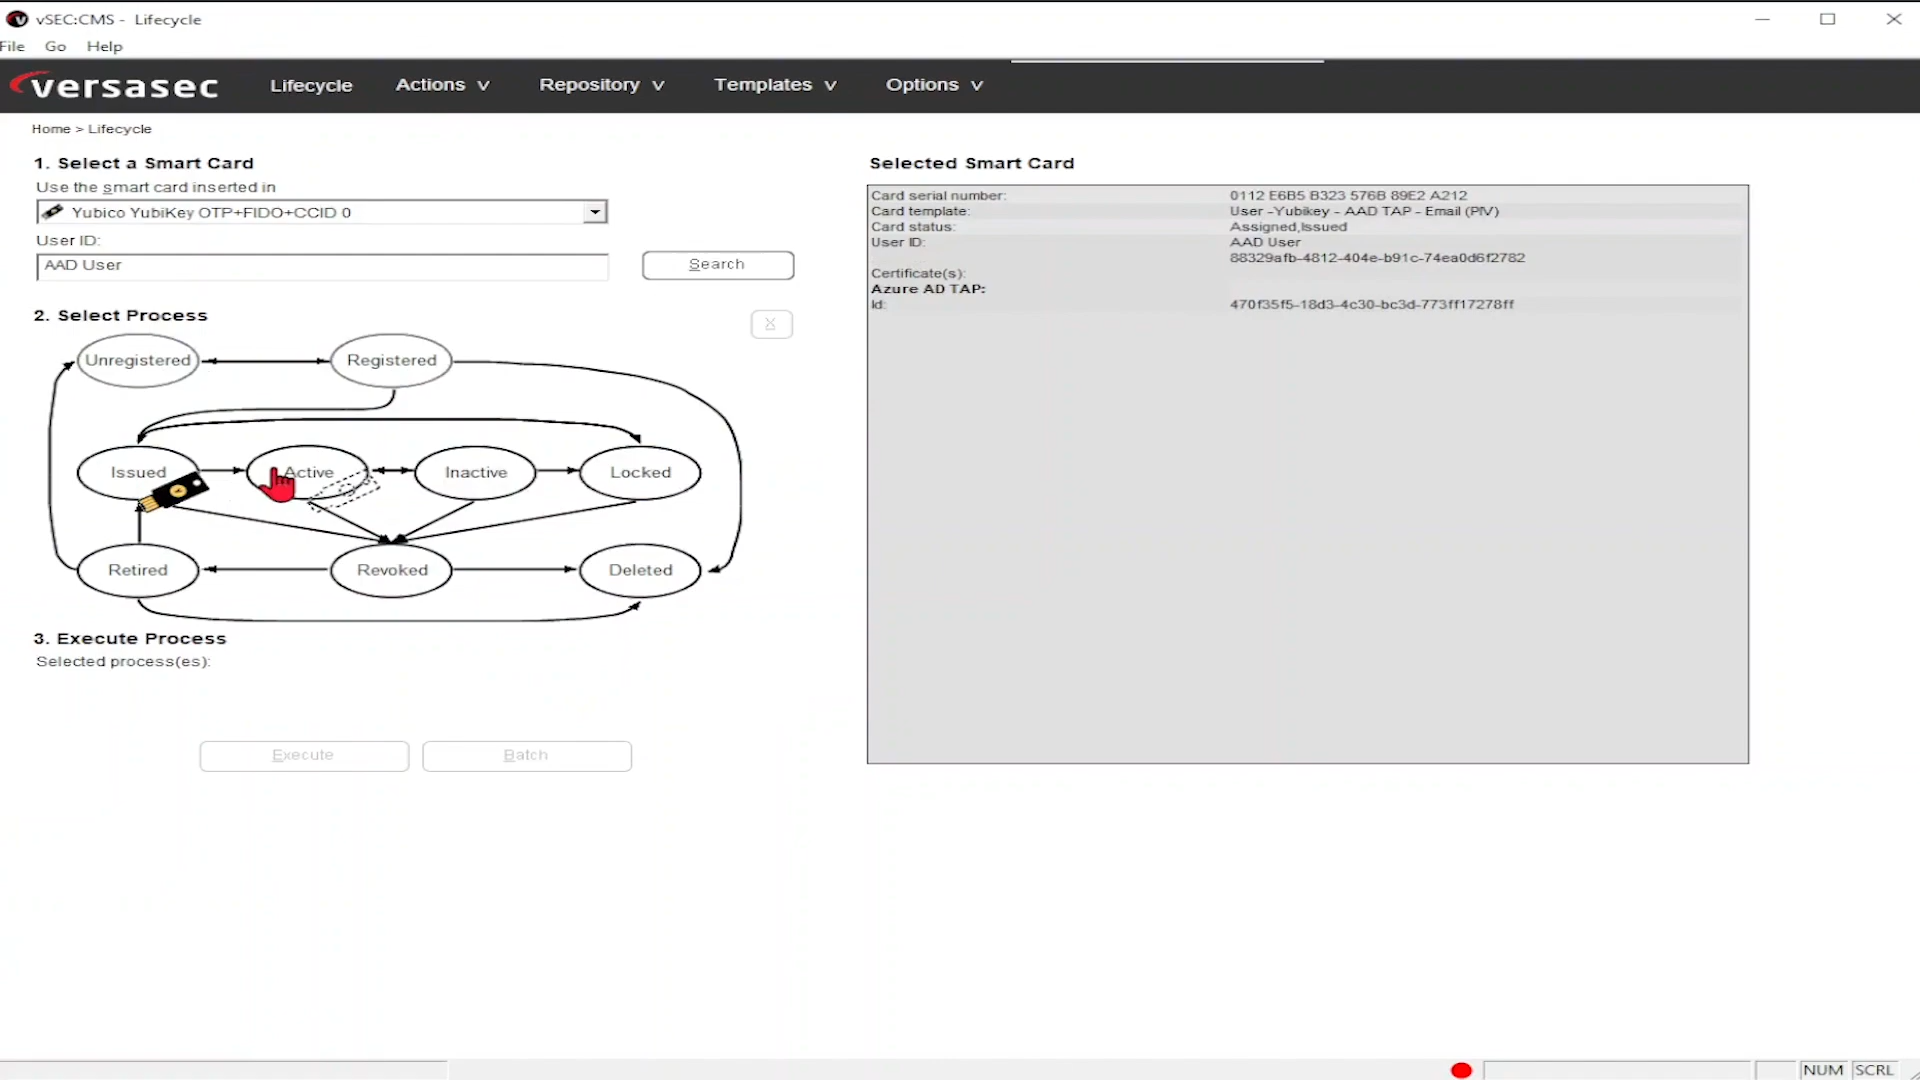 vSEC:CMS - Lifecycle
File Go Help
versasec Lifecycle Actions v Repository v Templates v Options v
Home > Lifecycle
1. Select a Smart Card
Use the smart card inserted in
Yubico YubiKey OTP+FIDO+CCID 0
User ID:
AAD User
Search
2. Select Process
X
Unregistered Registered
Issued Active Inactive Locked
Retired Revoked Deleted
3. Execute Process
Selected process(es):
Execute Batch
Selected Smart Card
Card serial number: 0112 E6B5 B323 576B 89E2 A212
Card template: User -Yubikey - AAD TAP - Email (PIV)
Card status: Assigned,Issued
User ID: AAD User
88329afb-4812-404e-b91c-74ea0d6f2782
Certificate(s):
Azure AD TAP:
Id: 470f35f5-18d3-4c30-bc3d-773ff17278ff
NUM SCRL